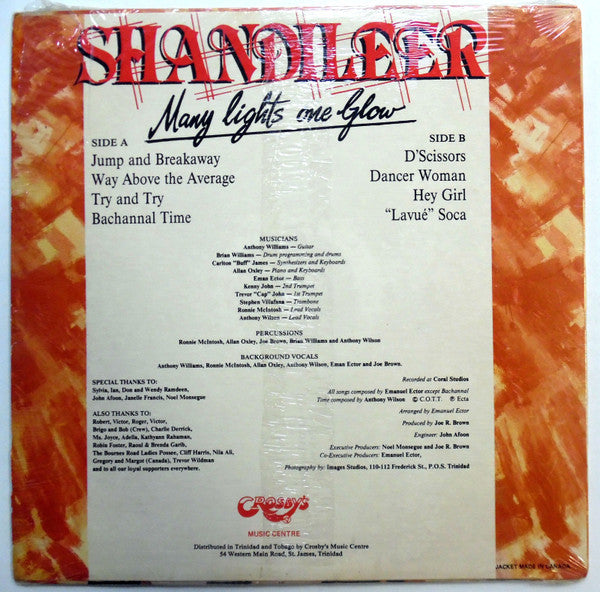 SHANDILEER
Many lights one Glow
SIDE A
Jump and Breakaway
Way Above the Average
Try and Try
Bachannal Time
SIDE B
D'Scissors
Dancer Woman
Hey Girl
"Lavué" Soca
MUSICIANS
Anthony Williams — Guitar
Brian Williams — Drum programming and drums
Carlton "Buff" James — Synthesizers and Keyboards
Allan Oxley — Piano and Keyboards
Eman Ector — Bass
Kenny John — 2nd Trumpet
Trevor "Cap" John — 1st Trumpet
Stephen Villafana — Trombone
Ronnie McIntosh — Lead Vocals
Anthony Wilson — Lead Vocals
PERCUSSIONS
Ronnie McIntosh, Allan Oxley, Joe Brown, Brian Williams and Anthony Wilson
BACKGROUND VOCALS
Anthony Williams, Ronnie McIntosh, Allan Oxley, Anthony Wilson, Eman Ector and Joe Brown.
SPECIAL THANKS TO:
Sylvia, Ian, Don and Wendy Ramdeen,
John Afoon, Janelle Francis, Noel Monsegue
ALSO THANKS TO:
Robert, Victor, Roger, Victor,
Brigo and Bob (Crew), Charlie Derrick,
Ms. Joyce, Adella, Kathyann Rahaman,
Robin Foster, Raoul & Brenda Garib,
The Bournes Road Ladies Possee, Cliff Harris, Nila Ali,
Gregory and Margot (Canada), Trevor Wildman
and to all our loyal supporters everywhere.
Recorded at Coral Studios
All songs composed by Emanuel Ector except Bachannal
Time composed by Anthony Wilson © C.O.T.T. ℗ Ecta
Arranged by Emanuel Ector
Produced by Joe R. Brown
Engineer: John Afoon
Executive Producers: Noel Monsegue and Joe R. Brown
Co-Executive Producers: Emanuel Ector,
Photography by: Images Studios, 110-112 Frederick St., P.O.S. Trinidad
CROSBY'S
MUSIC CENTRE
Distributed in Trinidad and Tobago by Crosby's Music Centre
54 Western Main Road, St. James, Trinidad
JACKET MADE IN CANADA